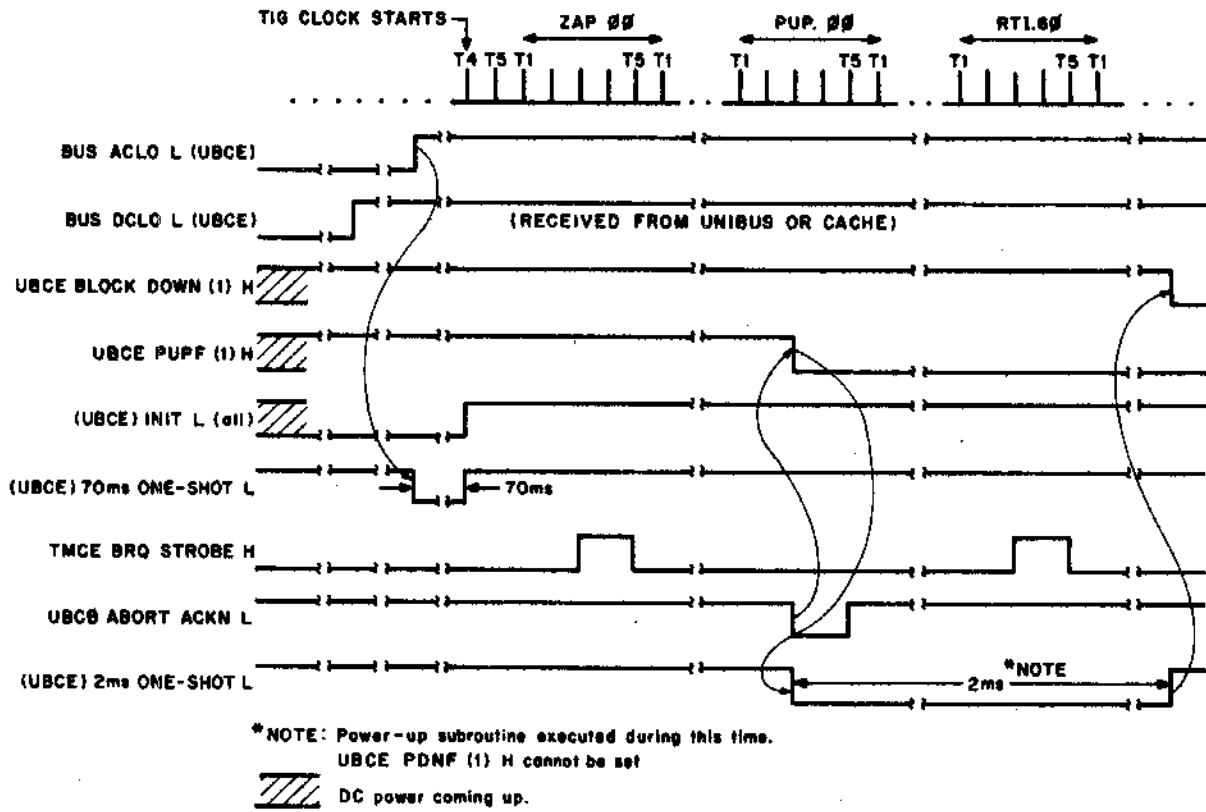 TIG CLOCK STARTS
ZAP ØØ
PUP. ØØ
RTI.6Ø
T4 T5 T1 T5 T1 T1 T5 T1 T1 T5 T1
BUS ACLO L (UBCE)
BUS DCLO L (UBCE)
(RECEIVED FROM UNIBUS OR CACHE)
UBCE BLOCK DOWN (1) H
UBCE PUPF (1) H
(UBCE) INIT L (all)
(UBCE) 70ms ONE-SHOT L
70ms
TMCE BRQ STROBE H
UBCB ABORT ACKN L
(UBCE) 2ms ONE-SHOT L
2ms
*NOTE
*NOTE: Power-up subroutine executed during this time.
UBCE PDNF (1) H cannot be set
DC power coming up.